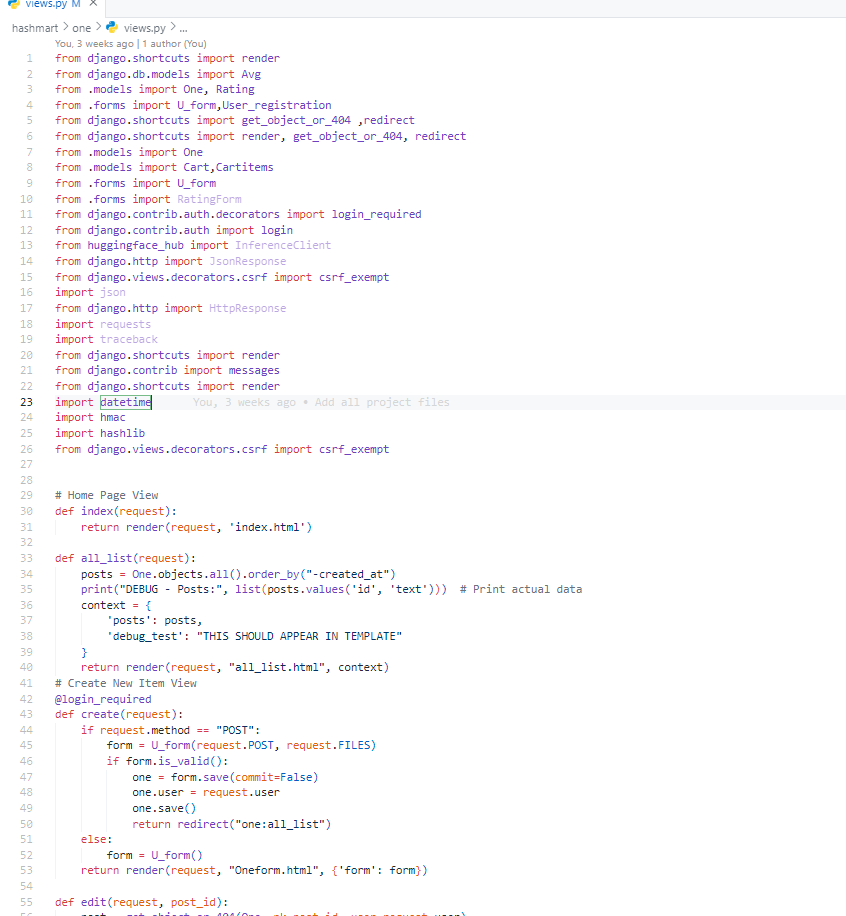 views.py M ×
hashmart > one > views.py > ...
You, 3 weeks ago | 1 author (You)
1 from django.shortcuts import render
2 from django.db.models import Avg
3 from .models import One, Rating
4 from .forms import U_form,User_registration
5 from django.shortcuts import get_object_or_404 ,redirect
6 from django.shortcuts import render, get_object_or_404, redirect
7 from .models import One
8 from .models import Cart,Cartitems
9 from .forms import U_form
10 from .forms import RatingForm
11 from django.contrib.auth.decorators import login_required
12 from django.contrib.auth import login
13 from huggingface_hub import InferenceClient
14 from django.http import JsonResponse
15 from django.views.decorators.csrf import csrf_exempt
16 import json
17 from django.http import HttpResponse
18 import requests
19 import traceback
20 from django.shortcuts import render
21 from django.contrib import messages
22 from django.shortcuts import render
23 import datetime You, 3 weeks ago • Add all project files
24 import hmac
25 import hashlib
26 from django.views.decorators.csrf import csrf_exempt
27
28
29 # Home Page View
30 def index(request):
31     return render(request, 'index.html')
32
33 def all_list(request):
34     posts = One.objects.all().order_by("-created_at")
35     print("DEBUG - Posts:", list(posts.values('id', 'text')))  # Print actual data
36     context = {
37         'posts': posts,
38         'debug_test': "THIS SHOULD APPEAR IN TEMPLATE"
39     }
40     return render(request, "all_list.html", context)
41 # Create New Item View
42 @login_required
43 def create(request):
44     if request.method == "POST":
45         form = U_form(request.POST, request.FILES)
46         if form.is_valid():
47             one = form.save(commit=False)
48             one.user = request.user
49             one.save()
50             return redirect("one:all_list")
51     else:
52         form = U_form()
53     return render(request, "Oneform.html", {'form': form})
54
55 def edit(request, post_id):